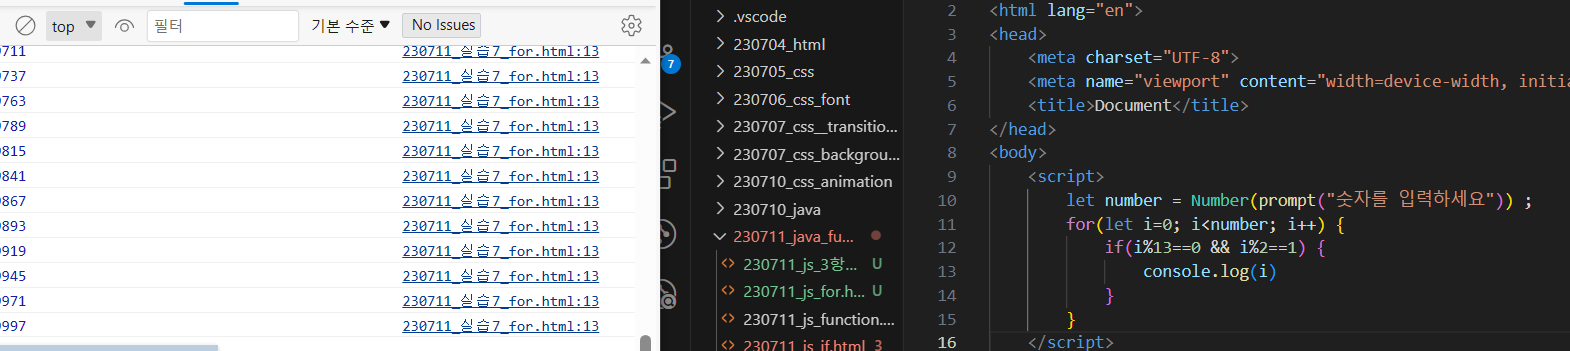 top
필터
기본 수준
No Issues
9711 230711_실습7_for.html:13
9737 230711_실습7_for.html:13
9763 230711_실습7_for.html:13
9789 230711_실습7_for.html:13
9815 230711_실습7_for.html:13
9841 230711_실습7_for.html:13
9867 230711_실습7_for.html:13
9893 230711_실습7_for.html:13
9919 230711_실습7_for.html:13
9945 230711_실습7_for.html:13
9971 230711_실습7_for.html:13
9997 230711_실습7_for.html:13
7
.vscode
230704_html
230705_css
230706_css_font
230707_css__transitio...
230707_css_backgrou...
230710_css_animation
230710_java
230711_java_fu...
230711_js_3항... U
230711_js_for.h... U
230711_js_function....
230711_js_if.html 3
2 <html lang="en">
3 <head>
4 <meta charset="UTF-8">
5 <meta name="viewport" content="width=device-width, initia
6 <title>Document</title>
7 </head>
8 <body>
9 <script>
10 let number = Number(prompt("숫자를 입력하세요")) ;
11 for(let i=0; i<number; i++) {
12 if(i%13==0 && i%2==1) {
13 console.log(i)
14 }
15 }
16 </script>